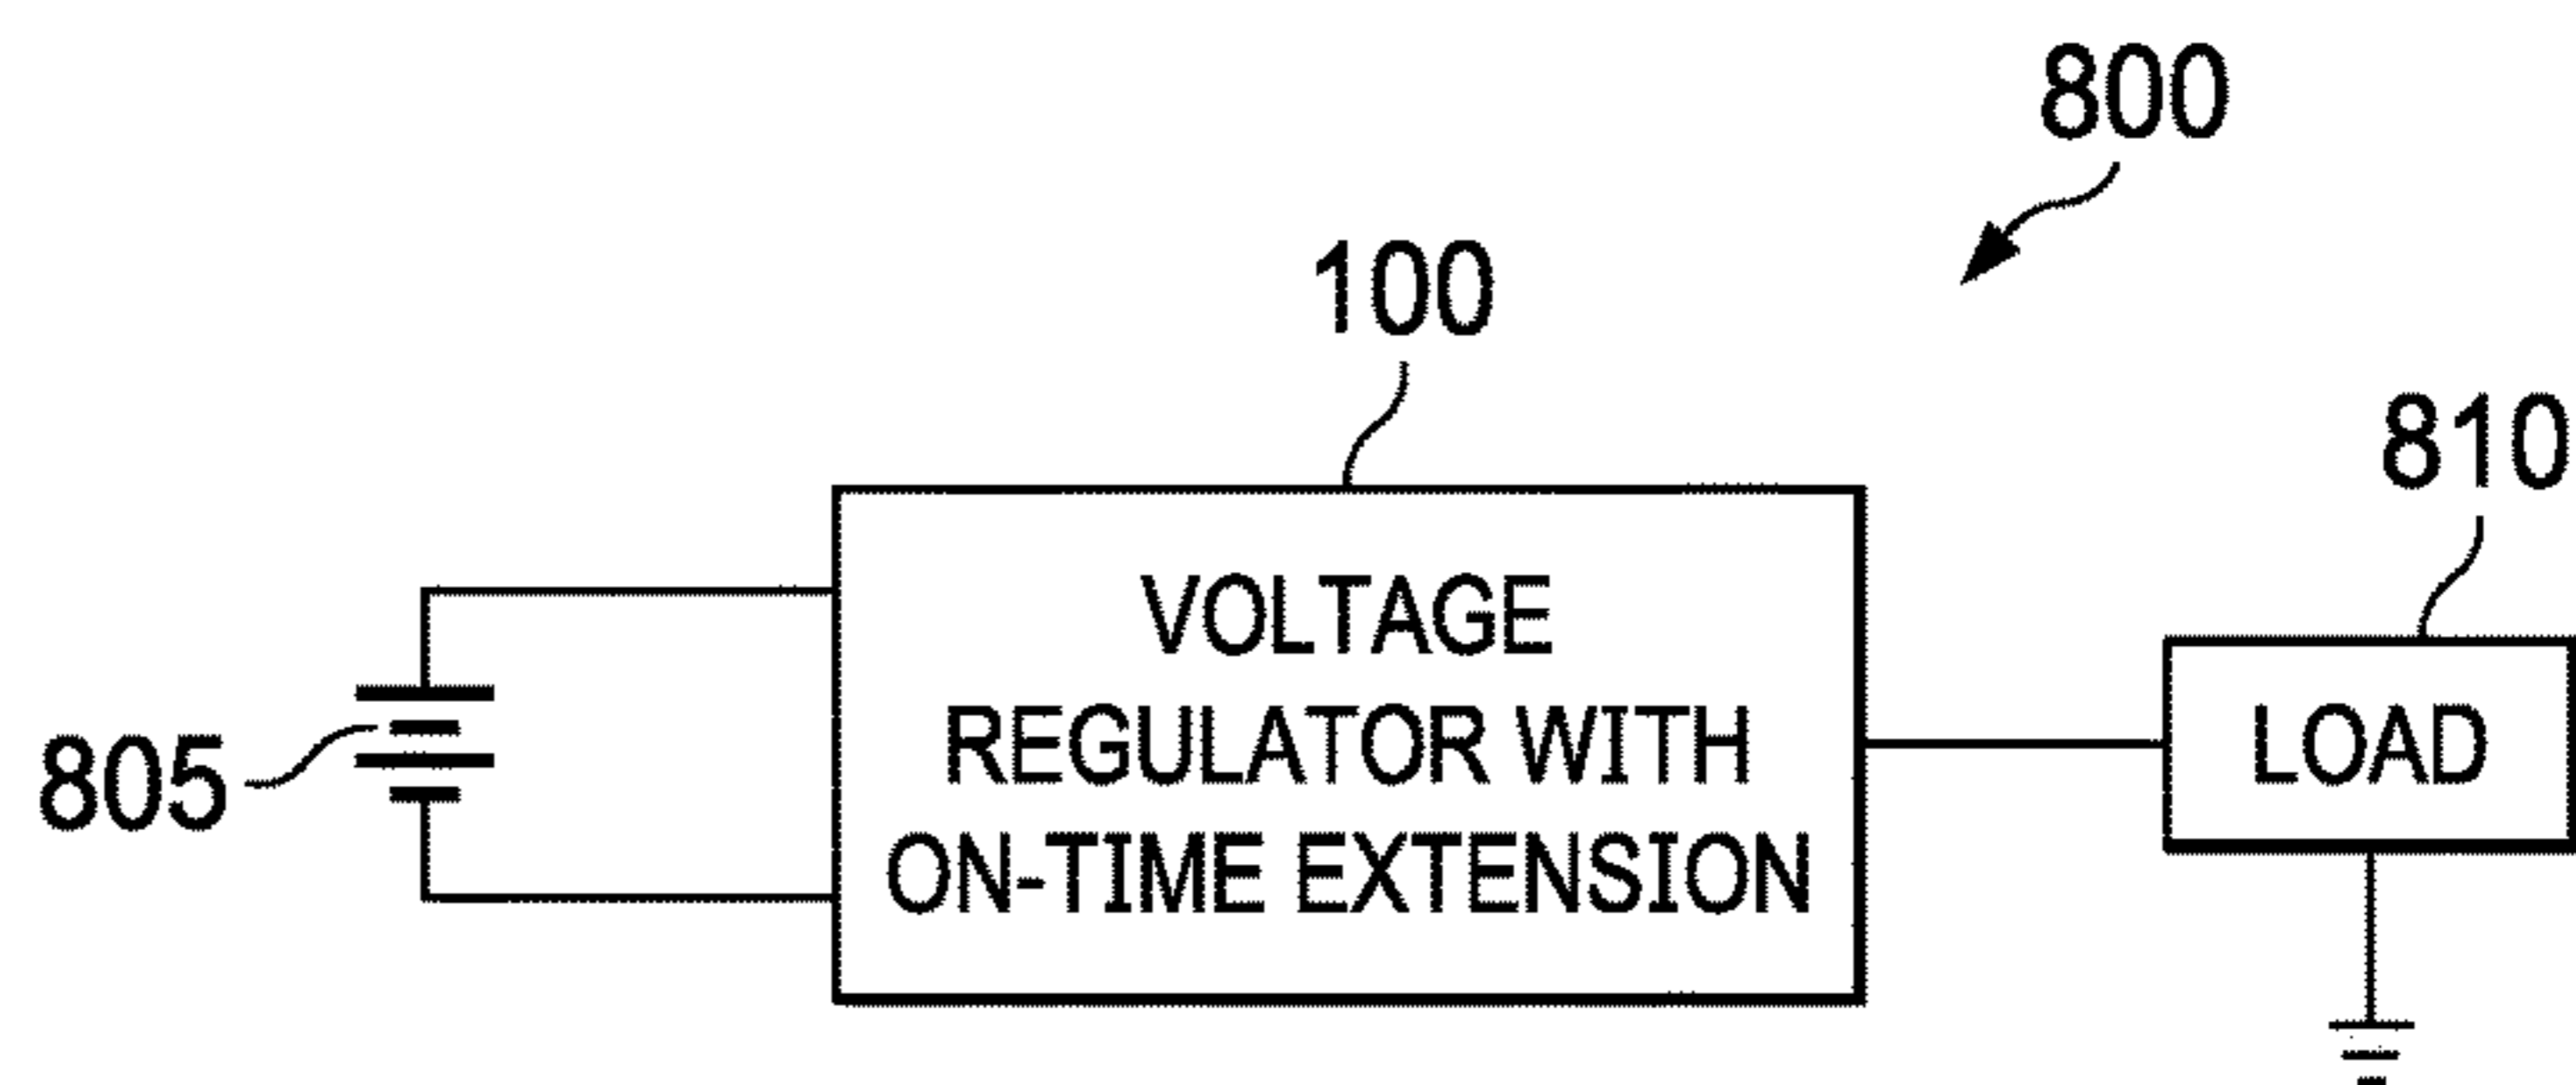 800
100
810
VOLTAGE
REGULATOR WITH
ON-TIME EXTENSION
LOAD
805